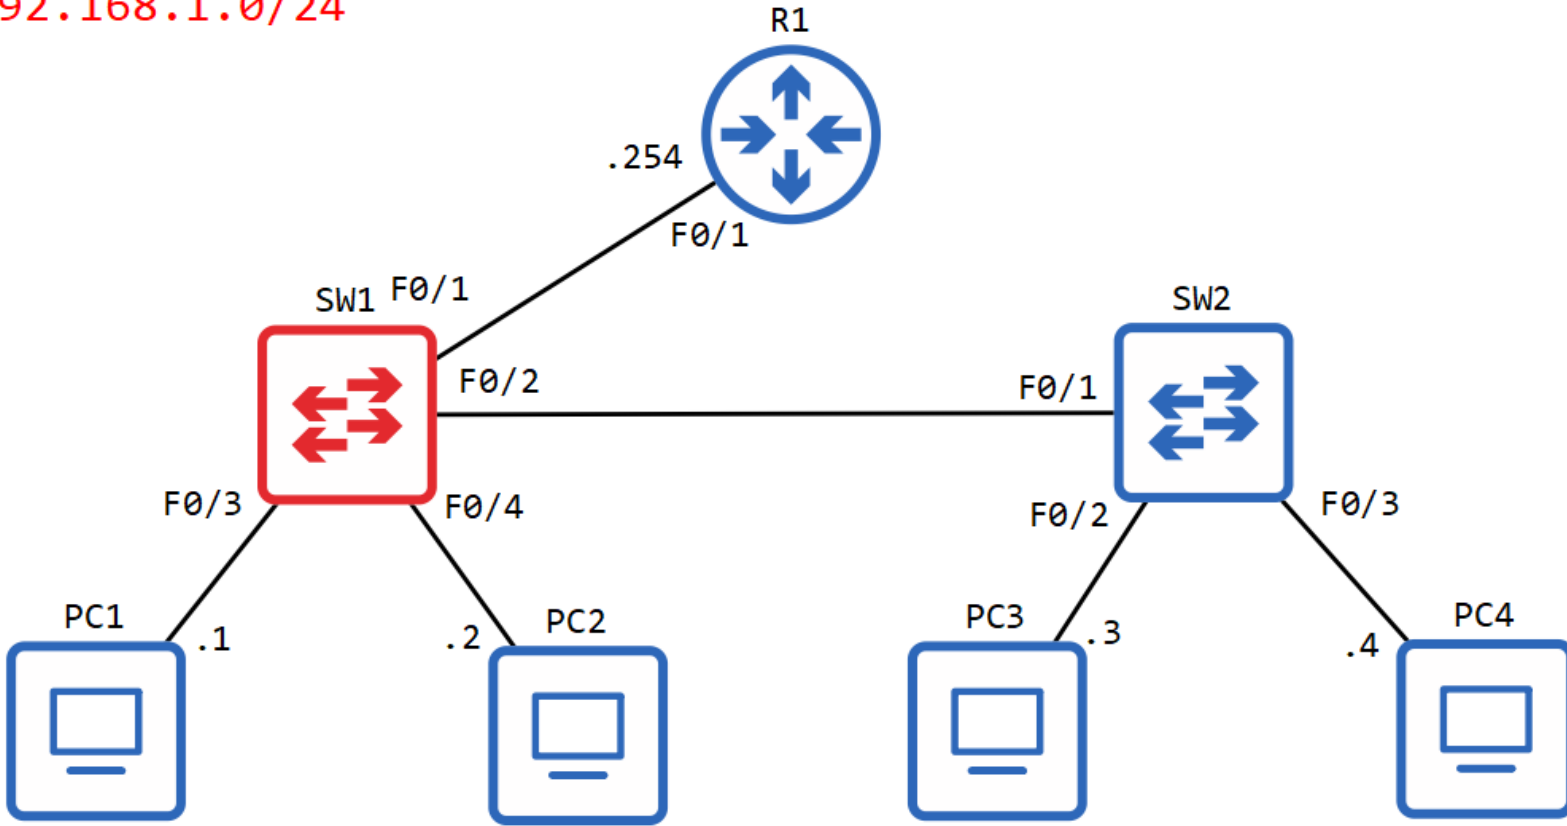 92.168.1.0/24
R1
.254
F0/1
SW1
F0/1
SW2
F0/2
F0/1
F0/3
F0/4
F0/2
F0/3
PC1
.1
.2
PC2
PC3
.3
.4
PC4